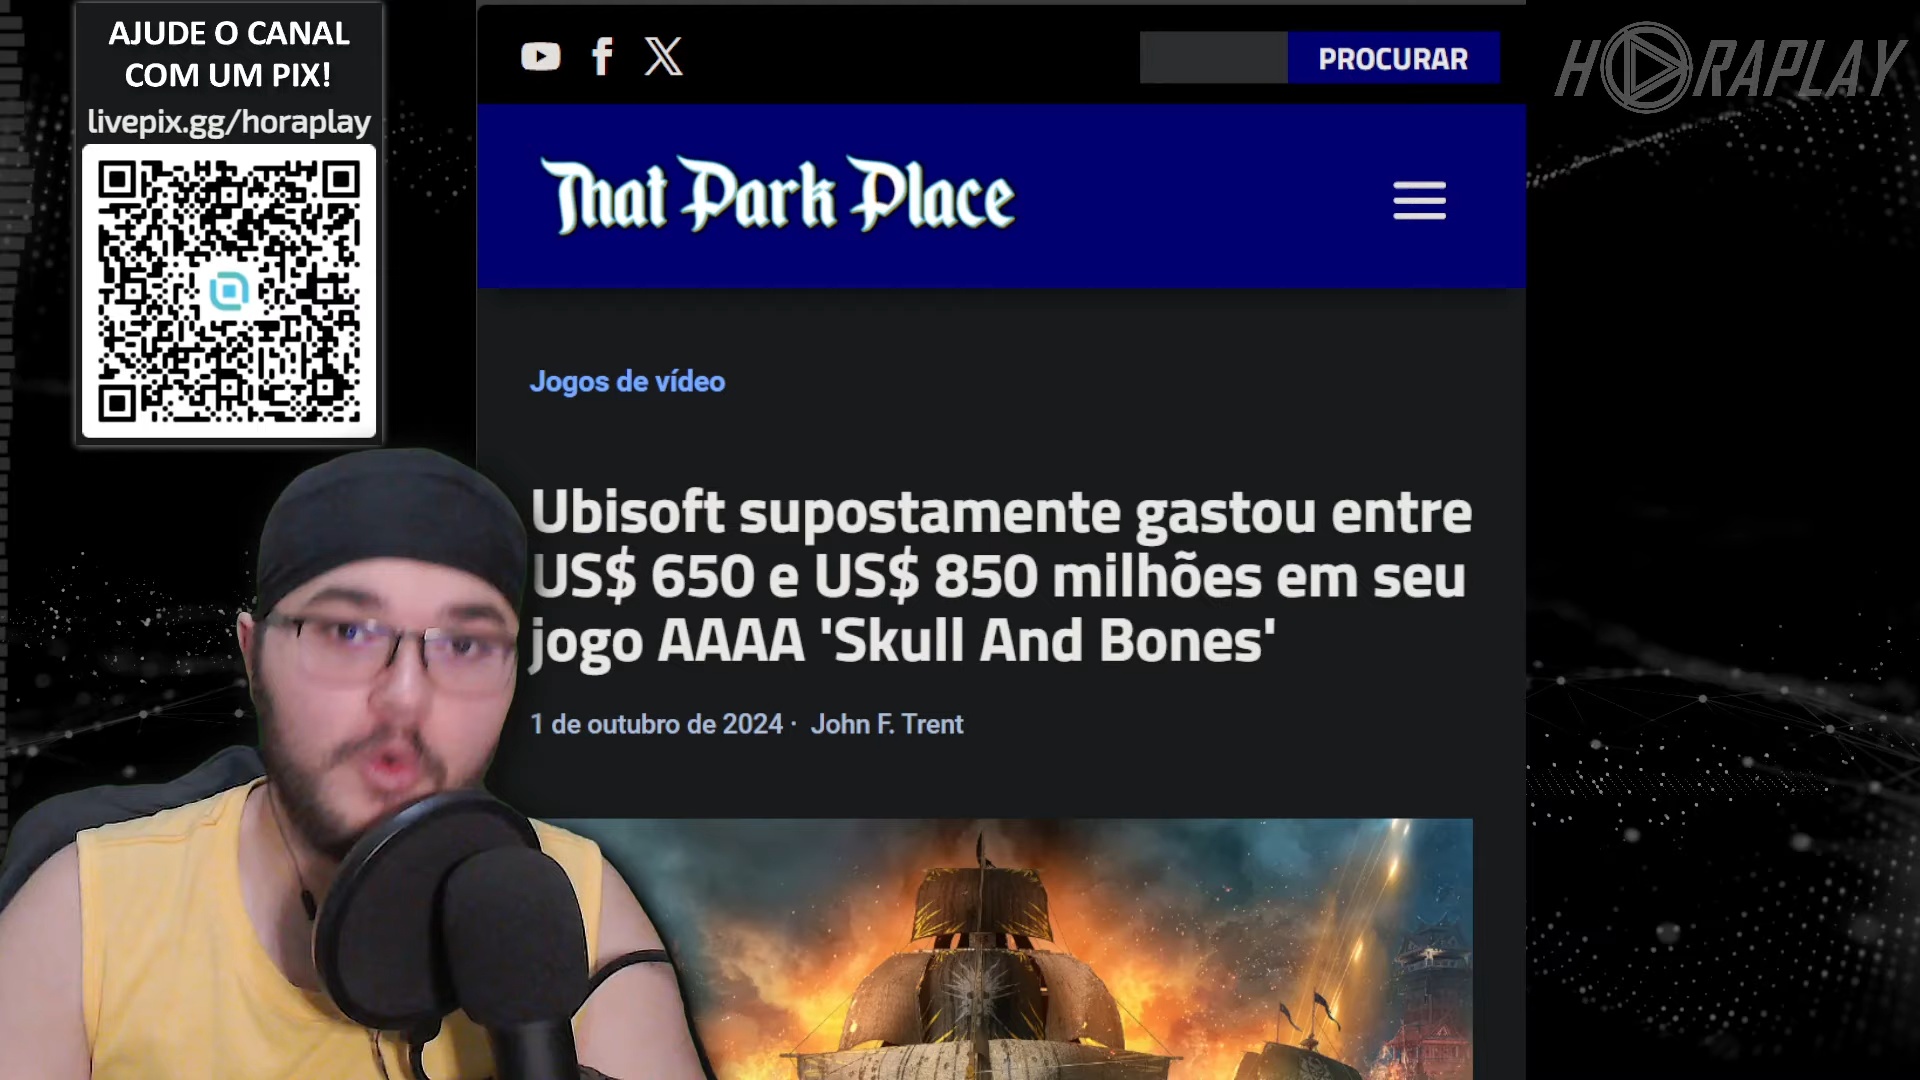 AJUDE O CANAL
COM UM PIX!
livepix.gg/horaplay
PROCURAR
HORAPLAY
That Park Place
Jogos de vídeo
Ubisoft supostamente gastou entre
US$ 650 e US$ 850 milhões em seu
jogo AAAA 'Skull And Bones'
1 de outubro de 2024 · John F. Trent